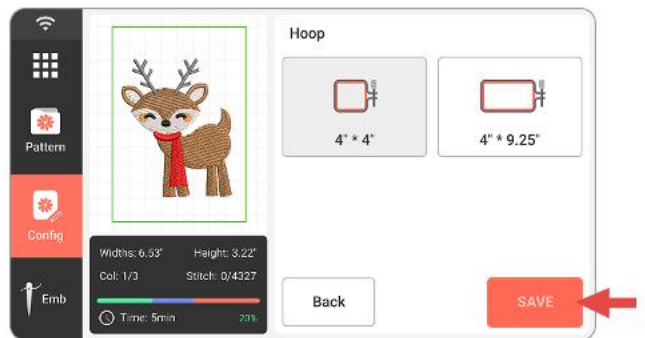 Hoop
Pattern
4" * 4"
4" * 9.25"
Config
Widths: 6.53" Height: 3.22"
Col: 1/3 Stitch: 0/4327
Emb
Time: 5min 20%
Back
SAVE